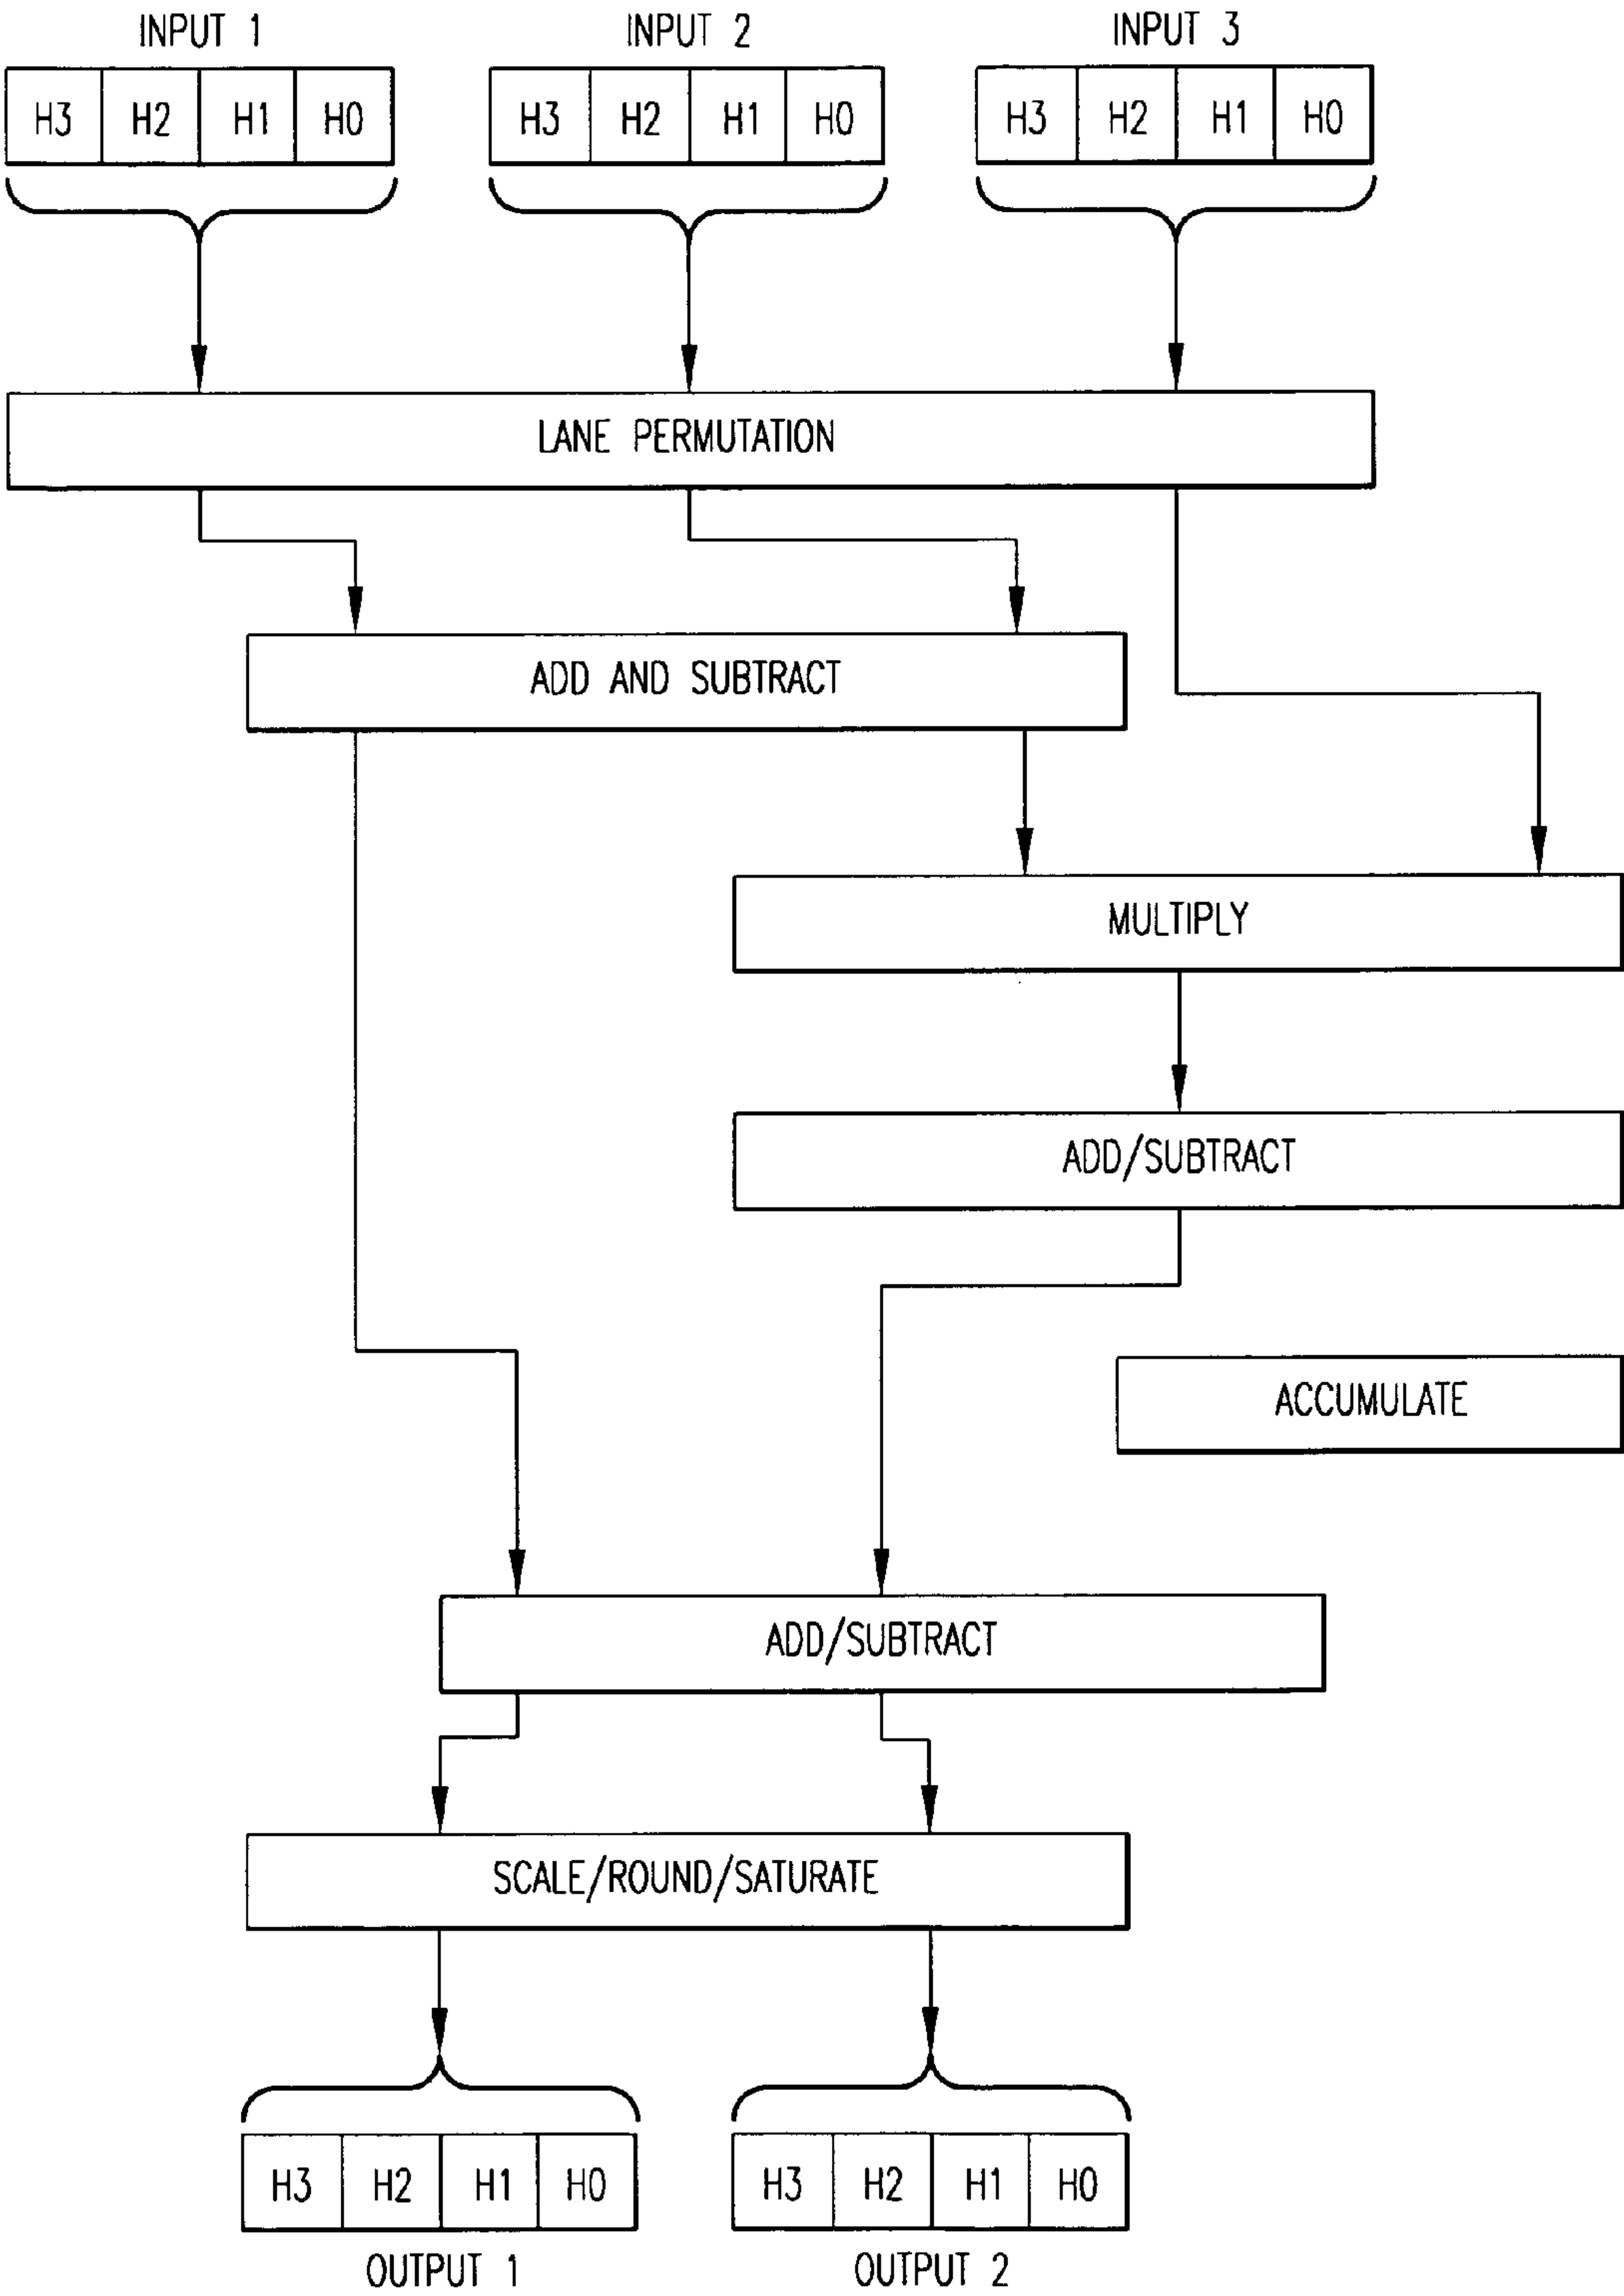 INPUT 1 INPUT 2 INPUT 3
H3 H2 H1 H0 H3 H2 H1 H0 H3 H2 H1 H0
LANE PERMUTATION
ADD AND SUBTRACT
MULTIPLY
ADD/SUBTRACT
ACCUMULATE
ADD/SUBTRACT
SCALE/ROUND/SATURATE
H3 H2 H1 H0 H3 H2 H1 H0
OUTPUT 1 OUTPUT 2